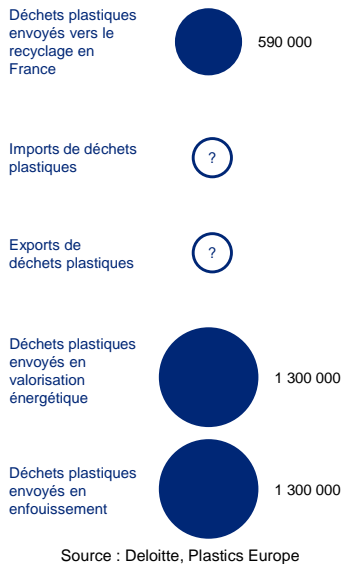 Déchets plastiques
envoyés vers le
recyclage en
France
590 000
Imports de déchets
plastiques
?
Exports de
déchets plastiques
?
Déchets plastiques
envoyés en
valorisation
énergétique
1 300 000
Déchets plastiques
envoyés en
enfouissement
1 300 000
Source : Deloitte, Plastics Europe